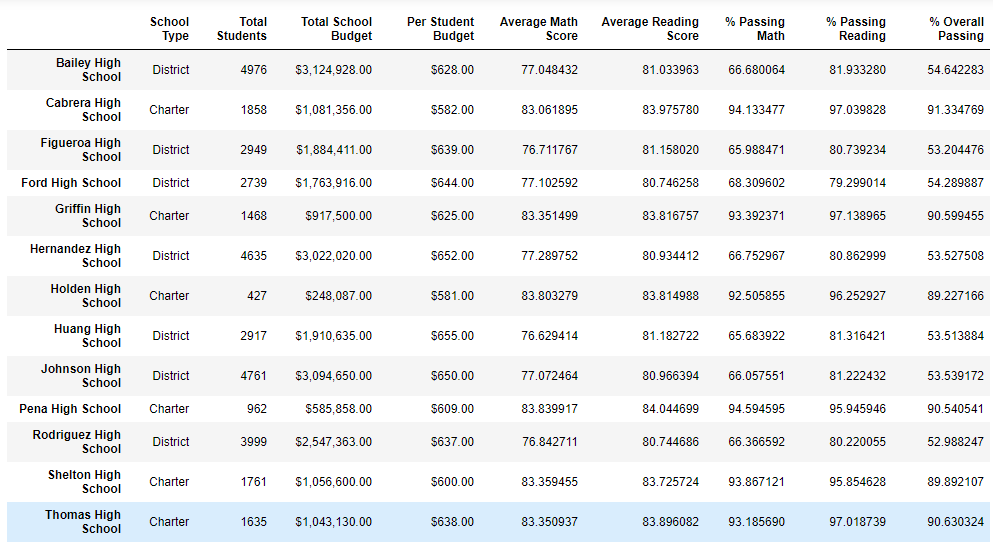 School Type Total Students Total School Budget Per Student Budget Average Math Score Average Reading Score % Passing Math % Passing Reading % Overall Passing
Bailey High School District 4976 $3,124,928.00 $628.00 77.048432 81.033963 66.680064 81.933280 54.642283
Cabrera High School Charter 1858 $1,081,356.00 $582.00 83.061895 83.975780 94.133477 97.039828 91.334769
Figueroa High School District 2949 $1,884,411.00 $639.00 76.711767 81.158020 65.988471 80.739234 53.204476
Ford High School District 2739 $1,763,916.00 $644.00 77.102592 80.746258 68.309602 79.299014 54.289887
Griffin High School Charter 1468 $917,500.00 $625.00 83.351499 83.816757 93.392371 97.138965 90.599455
Hernandez High School District 4635 $3,022,020.00 $652.00 77.289752 80.934412 66.752967 80.862999 53.527508
Holden High School Charter 427 $248,087.00 $581.00 83.803279 83.814988 92.505855 96.252927 89.227166
Huang High School District 2917 $1,910,635.00 $655.00 76.629414 81.182722 65.683922 81.316421 53.513884
Johnson High School District 4761 $3,094,650.00 $650.00 77.072464 80.966394 66.057551 81.222432 53.539172
Pena High School Charter 962 $585,858.00 $609.00 83.839917 84.044699 94.594595 95.945946 90.540541
Rodriguez High School District 3999 $2,547,363.00 $637.00 76.842711 80.744686 66.366592 80.220055 52.988247
Shelton High School Charter 1761 $1,056,600.00 $600.00 83.359455 83.725724 93.867121 95.854628 89.892107
Thomas High School Charter 1635 $1,043,130.00 $638.00 83.350937 83.896082 93.185690 97.018739 90.630324